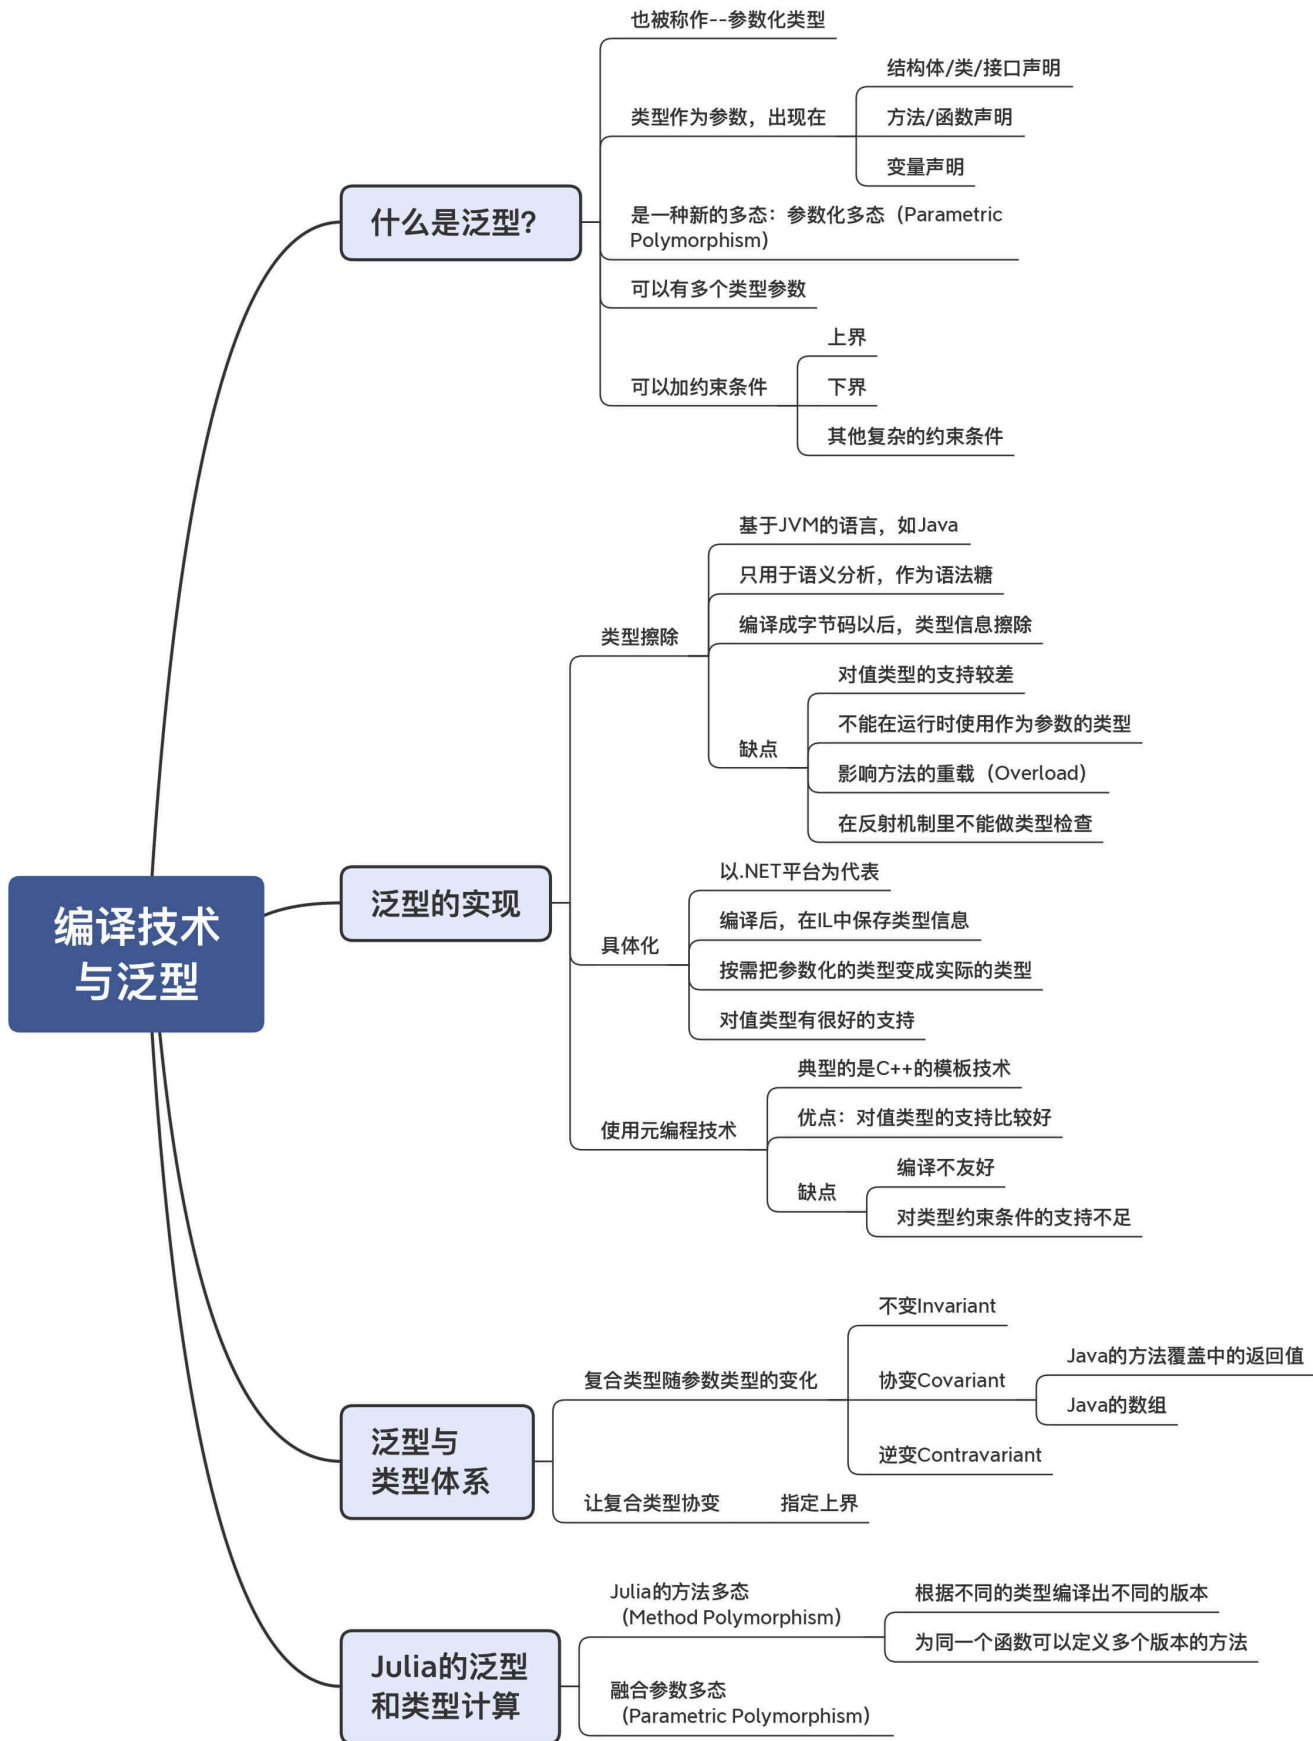 编译技术
与泛型
什么是泛型?
也被称作--参数化类型
类型作为参数，出现在
结构体/类/接口声明
方法/函数声明
变量声明
是一种新的多态：参数化多态（Parametric
Polymorphism）
可以有多个类型参数
可以加约束条件
上界
下界
其他复杂的约束条件
泛型的实现
类型擦除
基于JVM的语言，如Java
只用于语义分析，作为语法糖
编译成字节码以后，类型信息擦除
缺点
对值类型的支持较差
不能在运行时使用作为参数的类型
影响方法的重载（Overload）
在反射机制里不能做类型检查
具体化
以.NET平台为代表
编译后，在IL中保存类型信息
按需把参数化的类型变成实际的类型
对值类型有很好的支持
使用元编程技术
典型的是C++的模板技术
优点：对值类型的支持比较好
缺点
编译不友好
对类型约束条件的支持不足
泛型与
类型体系
复合类型随参数类型的变化
不变Invariant
协变Covariant
Java的方法覆盖中的返回值
Java的数组
逆变Contravariant
让复合类型协变
指定上界
Julia的泛型
和类型计算
Julia的方法多态
（Method Polymorphism）
根据不同的类型编译出不同的版本
为同一个函数可以定义多个版本的方法
融合参数多态
（Parametric Polymorphism）